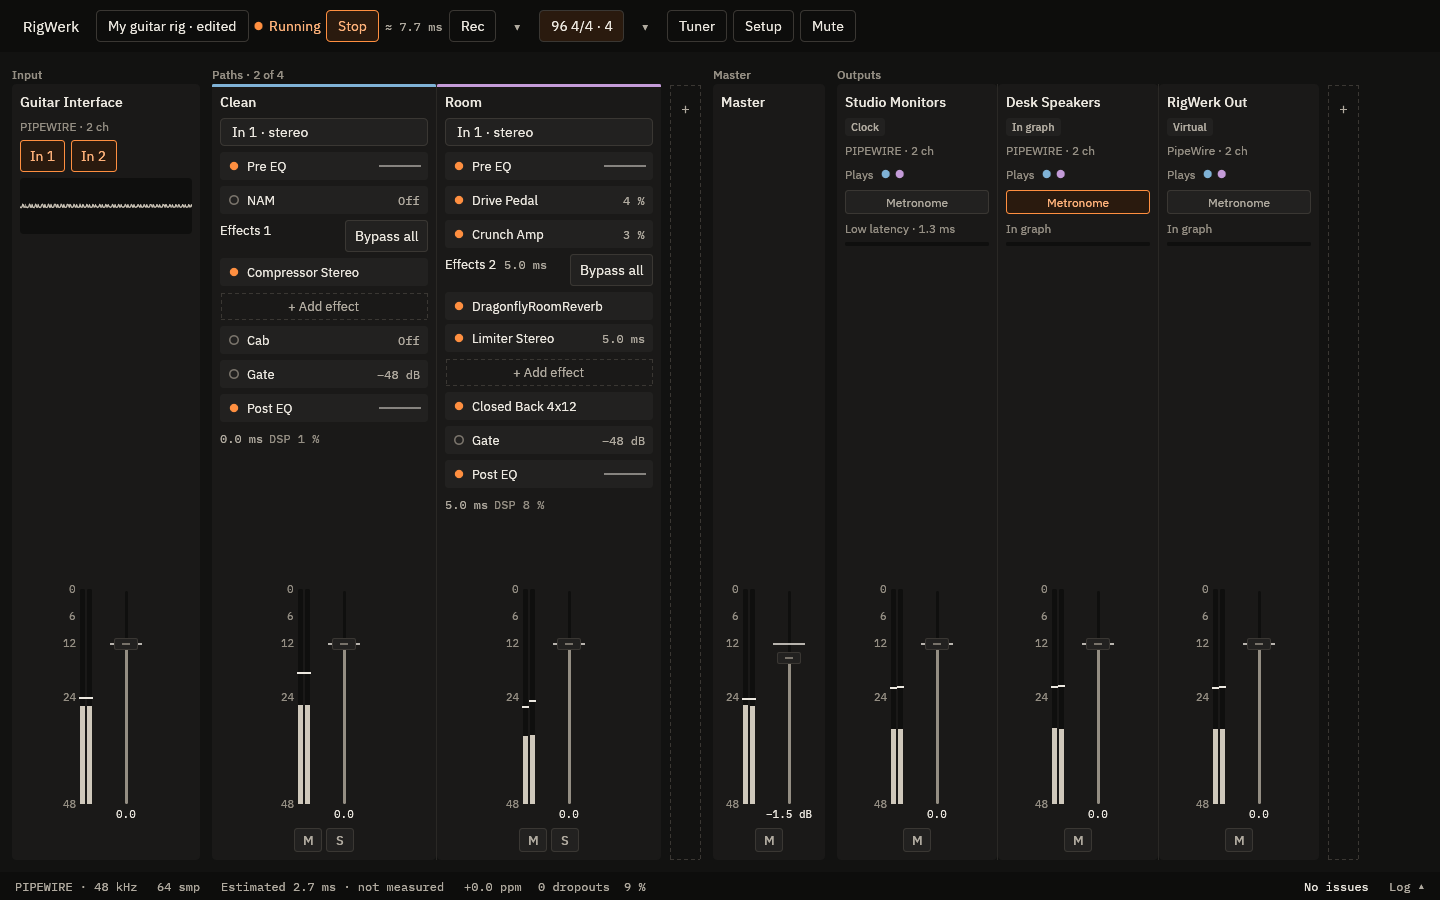 RigWerk
My guitar rig · edited
Running
Stop
≈ 7.7 ms
Rec
▼
96 4/4 · 4
▼
Tuner
Setup
Mute
Input
Guitar Interface
PIPEWIRE · 2 ch
In 1
In 2
0
6
12
24
48
0.0
Paths · 2 of 4
Clean
In 1 · stereo
Pre EQ
NAM
Off
Effects 1
Bypass all
Compressor Stereo
+ Add effect
Cab
Off
Gate
−48 dB
Post EQ
0.0 ms DSP 1 %
0
6
12
24
48
0.0
M
S
Room
In 1 · stereo
Pre EQ
Drive Pedal
4 %
Crunch Amp
3 %
Effects 2 5.0 ms
Bypass all
DragonflyRoomReverb
Limiter Stereo
5.0 ms
+ Add effect
Closed Back 4x12
Gate
−48 dB
Post EQ
5.0 ms DSP 8 %
0
6
12
24
48
0.0
M
S
+
Master
Master
0
6
12
24
48
−1.5 dB
M
Outputs
Studio Monitors
Clock
PIPEWIRE · 2 ch
Plays
Metronome
Low latency · 1.3 ms
0
6
12
24
48
0.0
M
Desk Speakers
In graph
PIPEWIRE · 2 ch
Plays
Metronome
In graph
0
6
12
24
48
0.0
M
RigWerk Out
Virtual
PipeWire · 2 ch
Plays
Metronome
In graph
0
6
12
24
48
0.0
M
+
PIPEWIRE · 48 kHz
64 smp
Estimated 2.7 ms · not measured
+0.0 ppm
0 dropouts
9 %
No issues
Log ▲